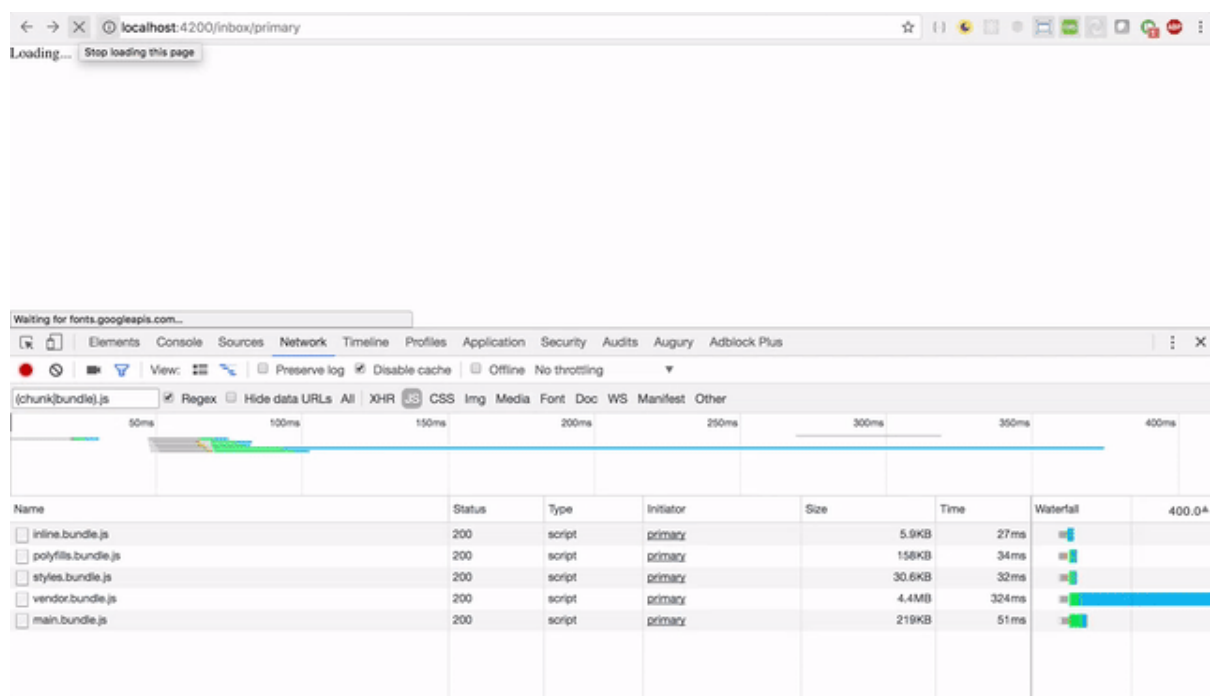 localhost:4200/inbox/primary
Loading... Stop loading this page
Waiting for fonts.googleapis.com...
Elements Console Sources Network Timeline Profiles Application Security Audits Augury Adblock Plus
View: Preserve log Disable cache Offline No throttling
(chunk|bundle).js Regex Hide data URLs All XHR JS CSS Img Media Font Doc WS Manifest Other
50ms 100ms 150ms 200ms 250ms 300ms 350ms 400ms
Name Status Type Initiator Size Time Waterfall 400.0
inline.bundle.js 200 script primary 5.9KB 27ms
polyfills.bundle.js 200 script primary 158KB 34ms
styles.bundle.js 200 script primary 30.6KB 32ms
vendor.bundle.js 200 script primary 4.4MB 324ms
main.bundle.js 200 script primary 219KB 51ms